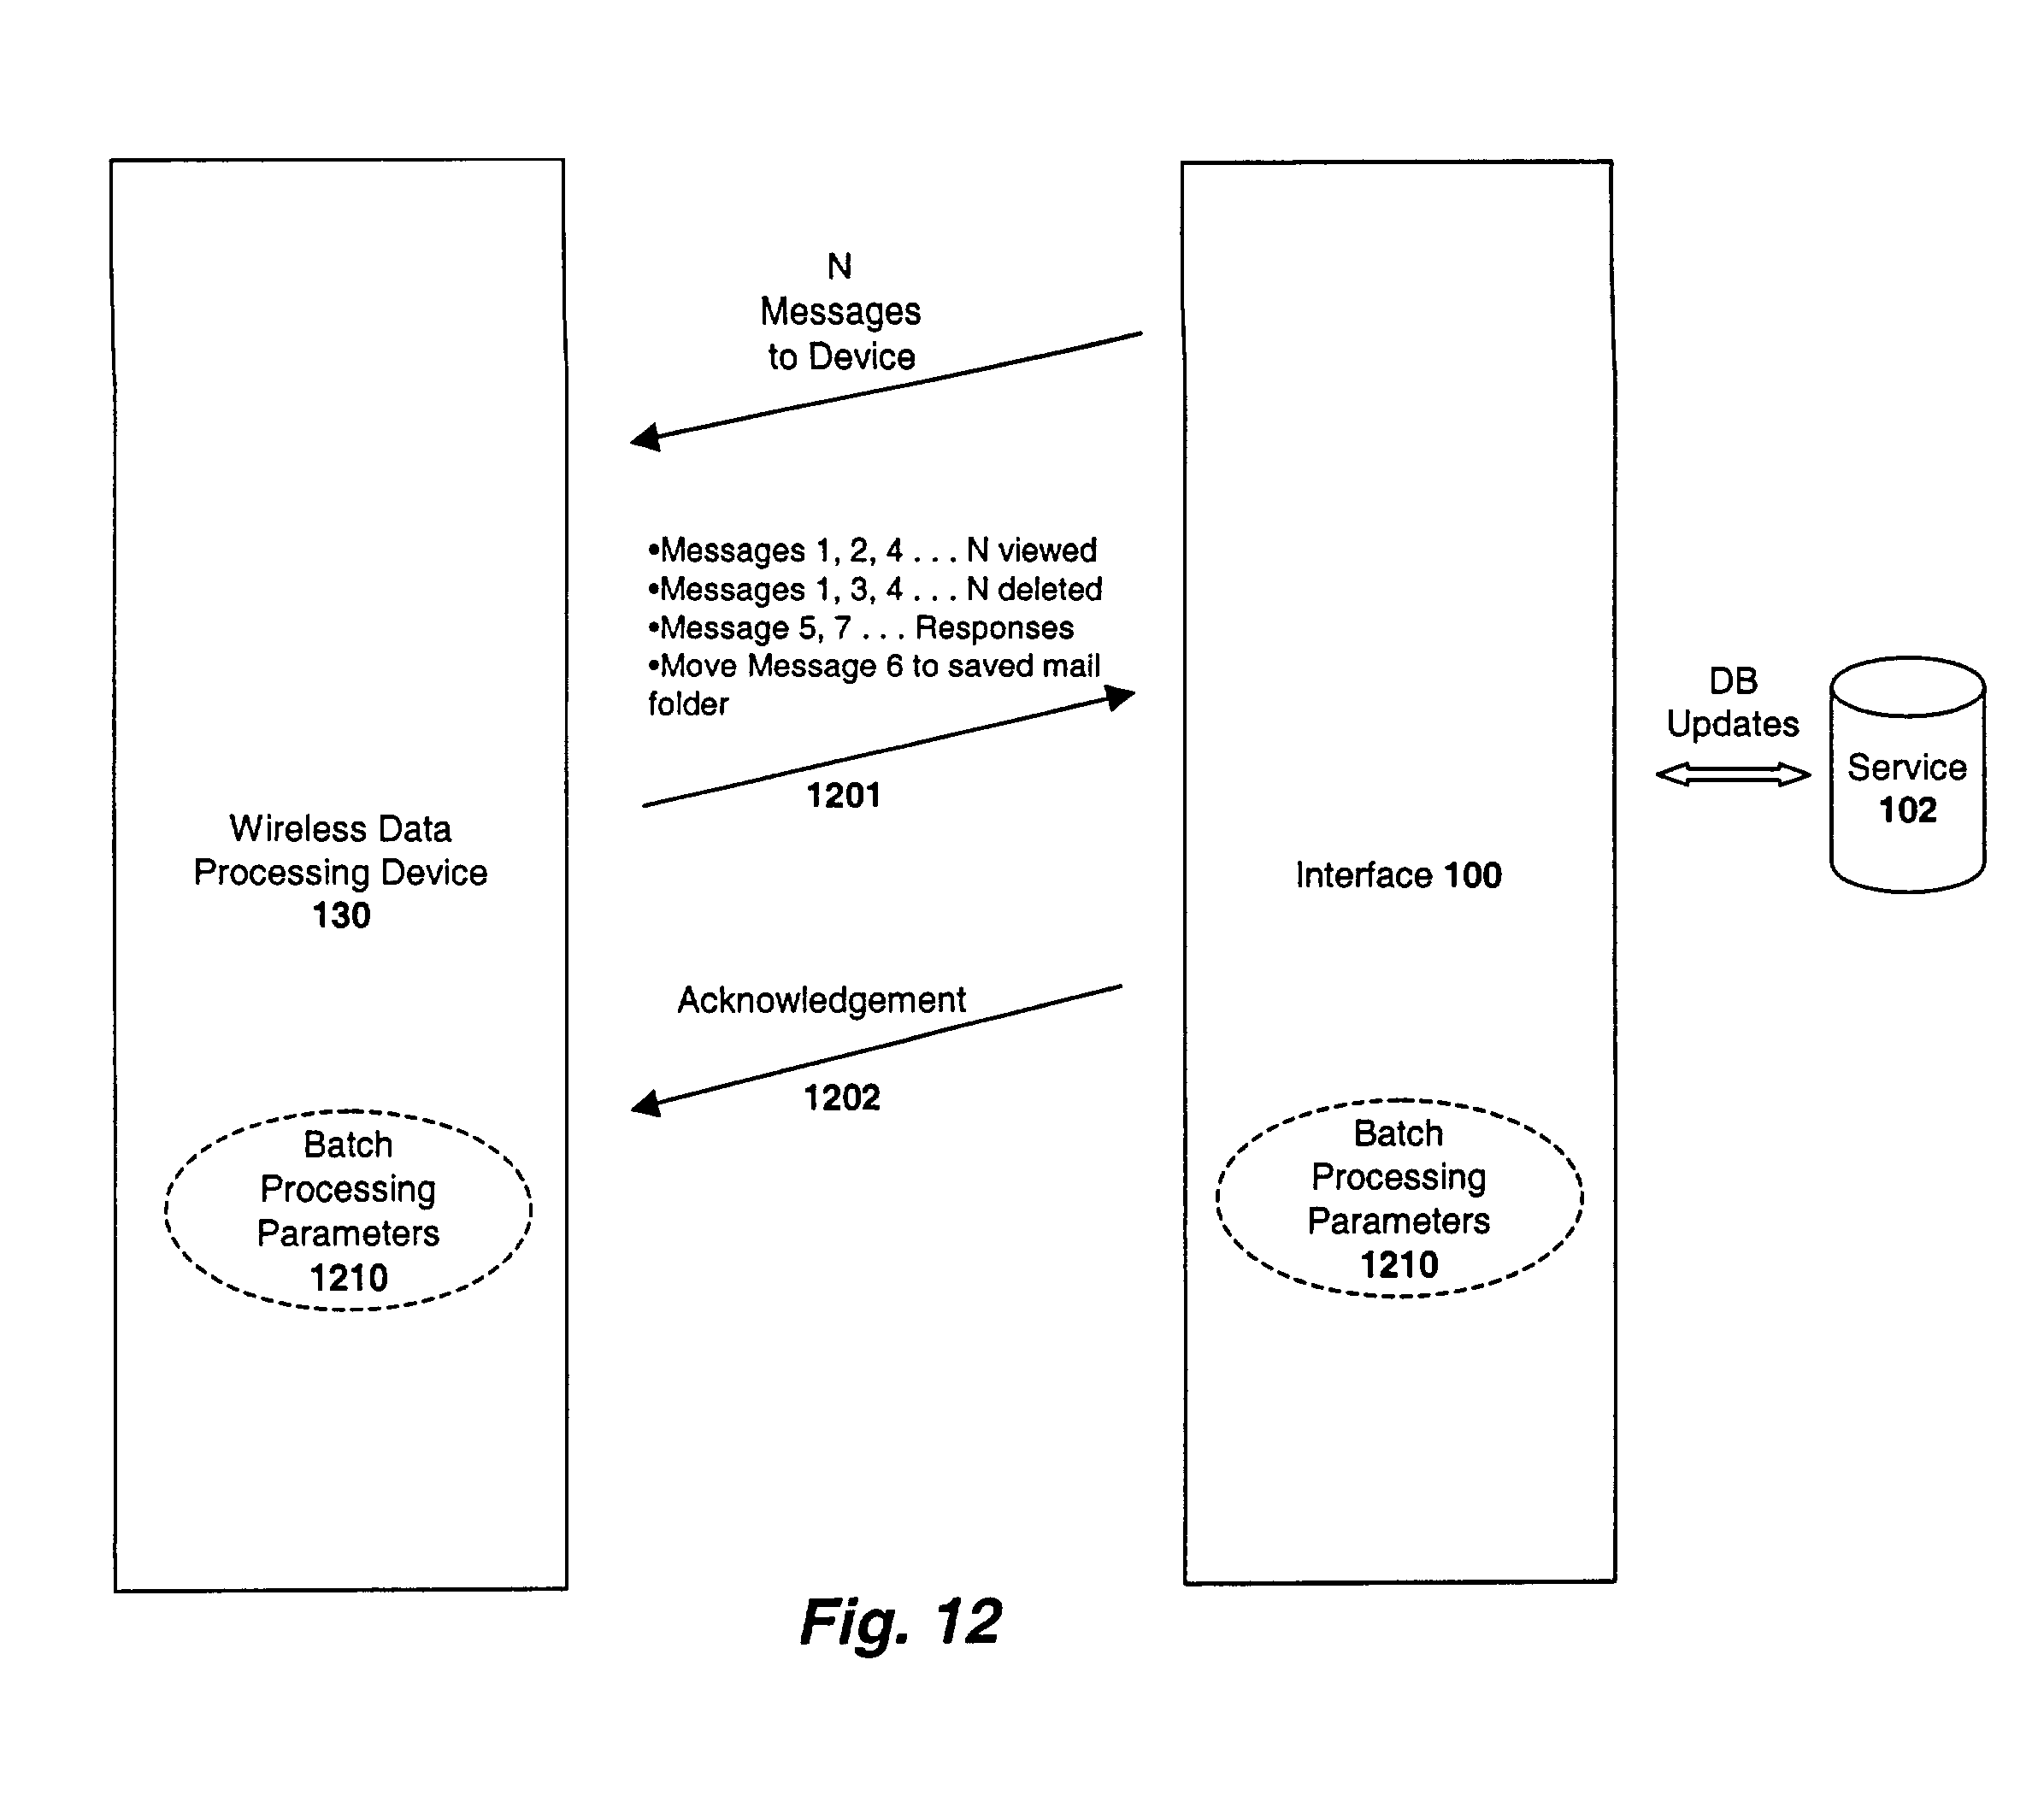 N
Messages
to Device
•Messages 1, 2, 4 . . . N viewed
•Messages 1, 3, 4 . . . N deleted
•Message 5, 7 . . . Responses
•Move Message 6 to saved mail
folder
1201
DB
Updates
Service
102
Wireless Data
Processing Device
130
Interface 100
Acknowledgement
1202
Batch
Processing
Parameters
1210
Batch
Processing
Parameters
1210
Fig. 12